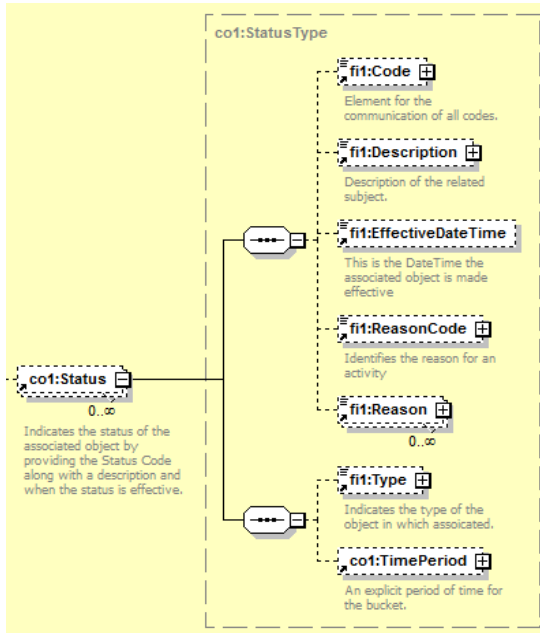 co1:StatusType
fi1:Code
Element for the
communication of all codes.
fi1:Description
Description of the related
subject.
fi1:EffectiveDateTime
This is the DateTime the
associated object is made
effective
fi1:ReasonCode
Identifies the reason for an
activity
fi1:Reason
0..∞
co1:Status
0..∞
Indicates the status of the
associated object by
providing the Status Code
along with a description and
when the status is effective.
fi1:Type
Indicates the type of the
object in which assoicated.
co1:TimePeriod
An explicit period of time for
the bucket.